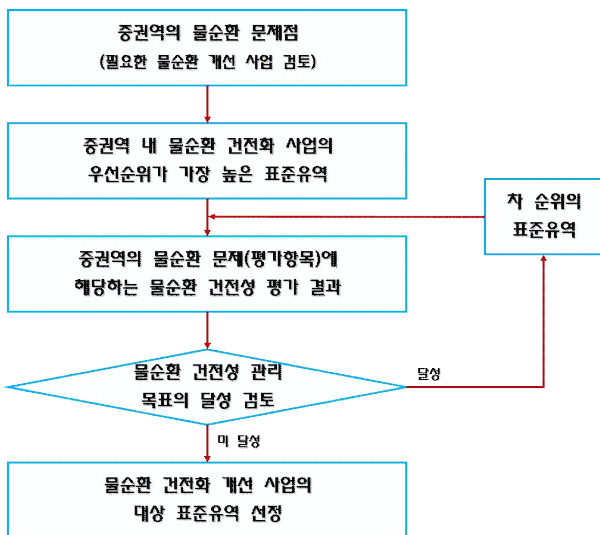 중권역의 물순환 문제점
(필요한 물순환 개선 사업 검토)
중권역 내 물순환 건전화 사업의
우선순위가 가장 높은 표준유역
차 순위의
표준유역
중권역의 물순환 문제(평가항목)에
해당하는 물순환 건전성 평가 결과
물순환 건전성 관리
목표의 달성 검토
달성
미 달성
물순환 건전화 개선 사업의
대상 표준유역 선정